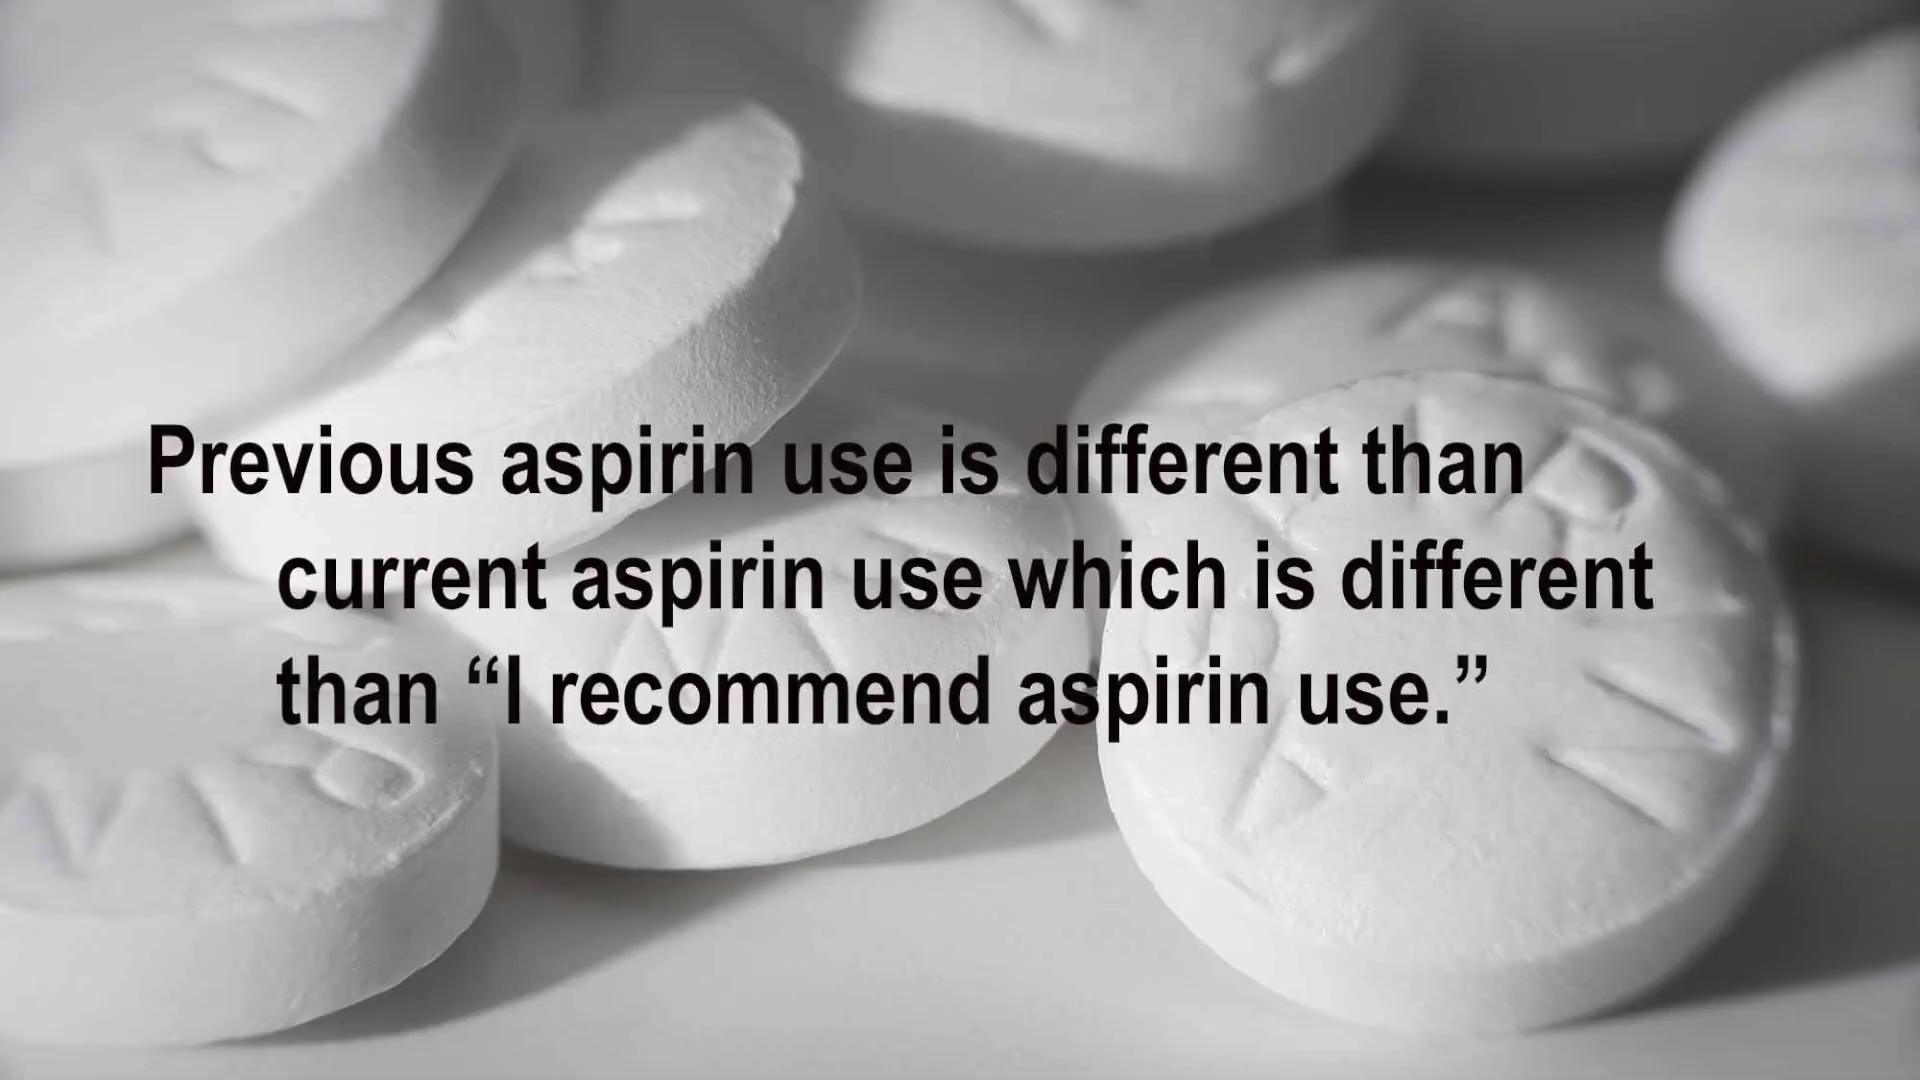 Previous aspirin use is different than
current aspirin use which is different
than “I recommend aspirin use.”